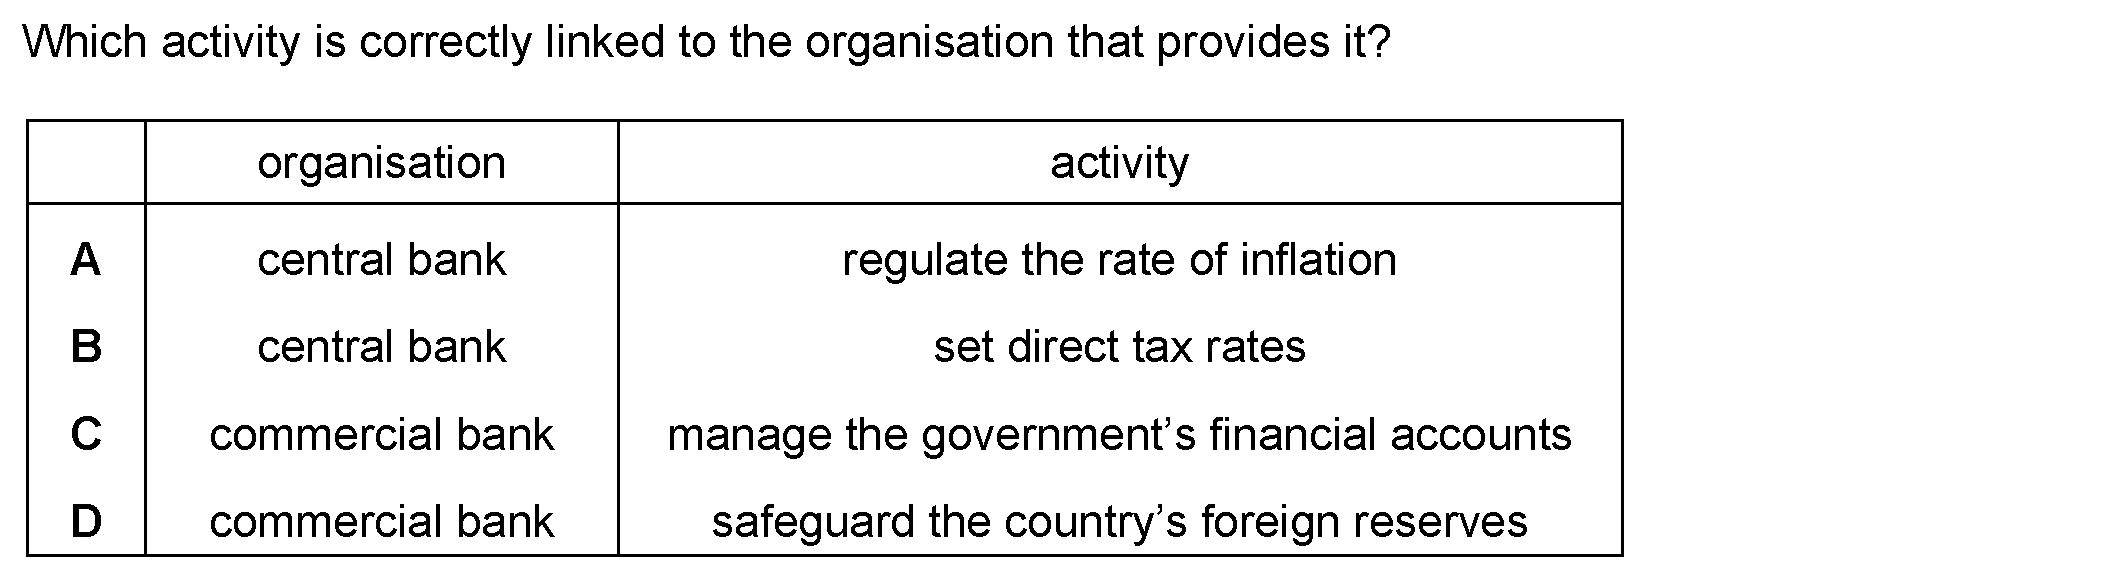 Which activity is correctly linked to the organisation that provides it?
organisation activity
A central bank regulate the rate of inflation
B central bank set direct tax rates
C commercial bank manage the government’s financial accounts
D commercial bank safeguard the country’s foreign reserves